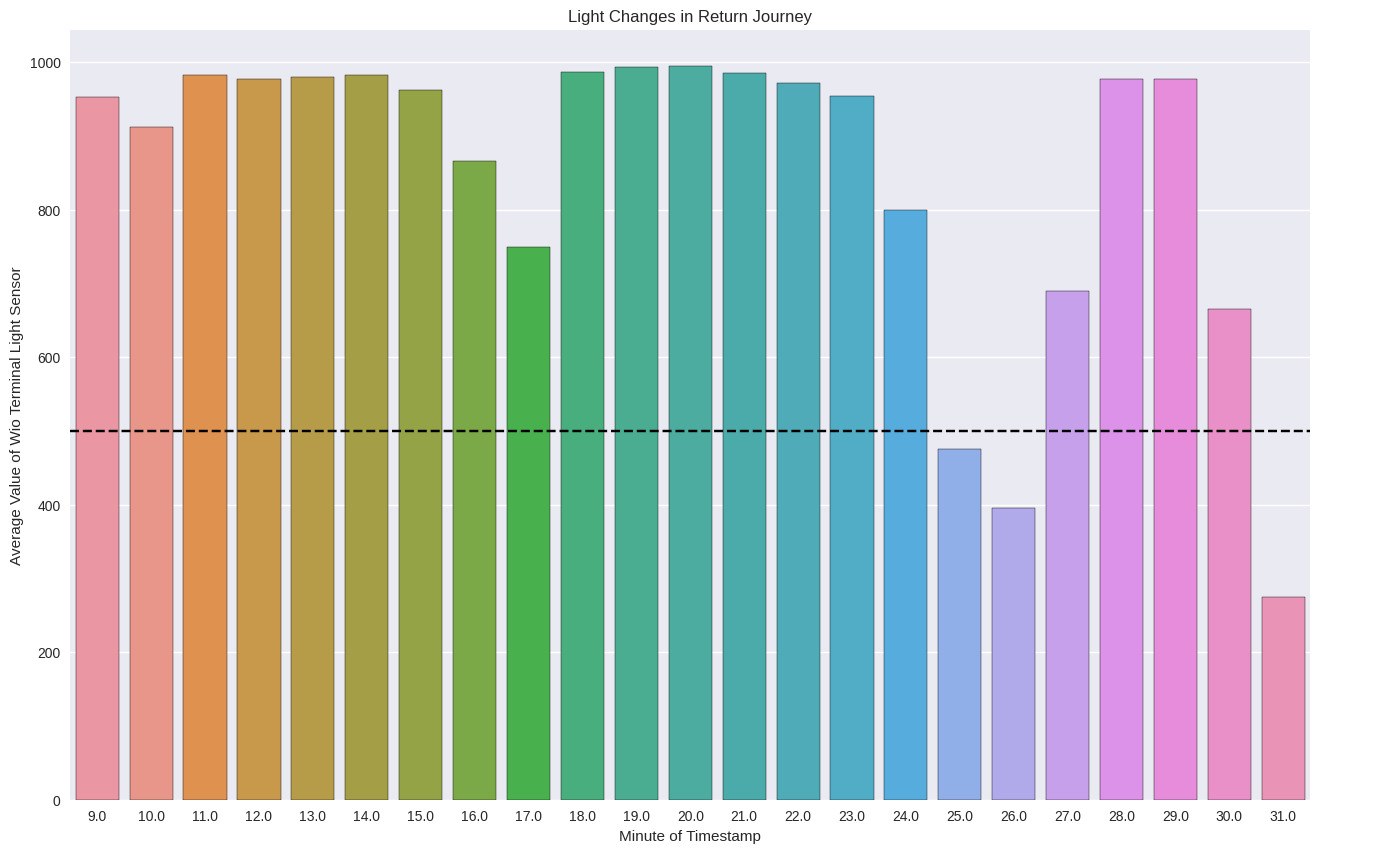 Light Changes in Return Journey
Average Value of Wio Terminal Light Sensor
1000
800
600
400
200
0
9.0 10.0 11.0 12.0 13.0 14.0 15.0 16.0 17.0 18.0 19.0 20.0 21.0 22.0 23.0 24.0 25.0 26.0 27.0 28.0 29.0 30.0 31.0
Minute of Timestamp